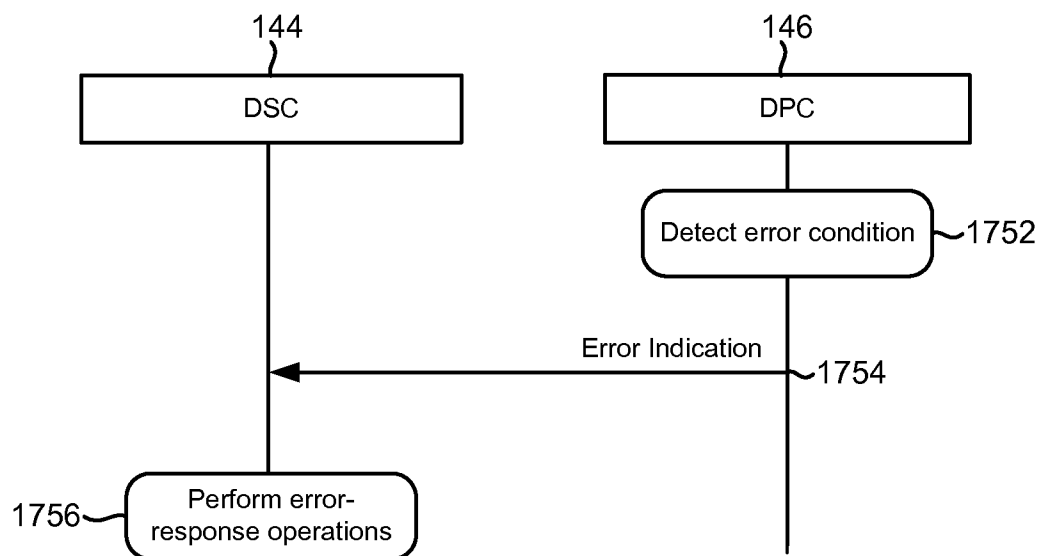 144
146
DSC
DPC
Detect error condition
1752
Error Indication
1754
1756
Perform error-
response operations